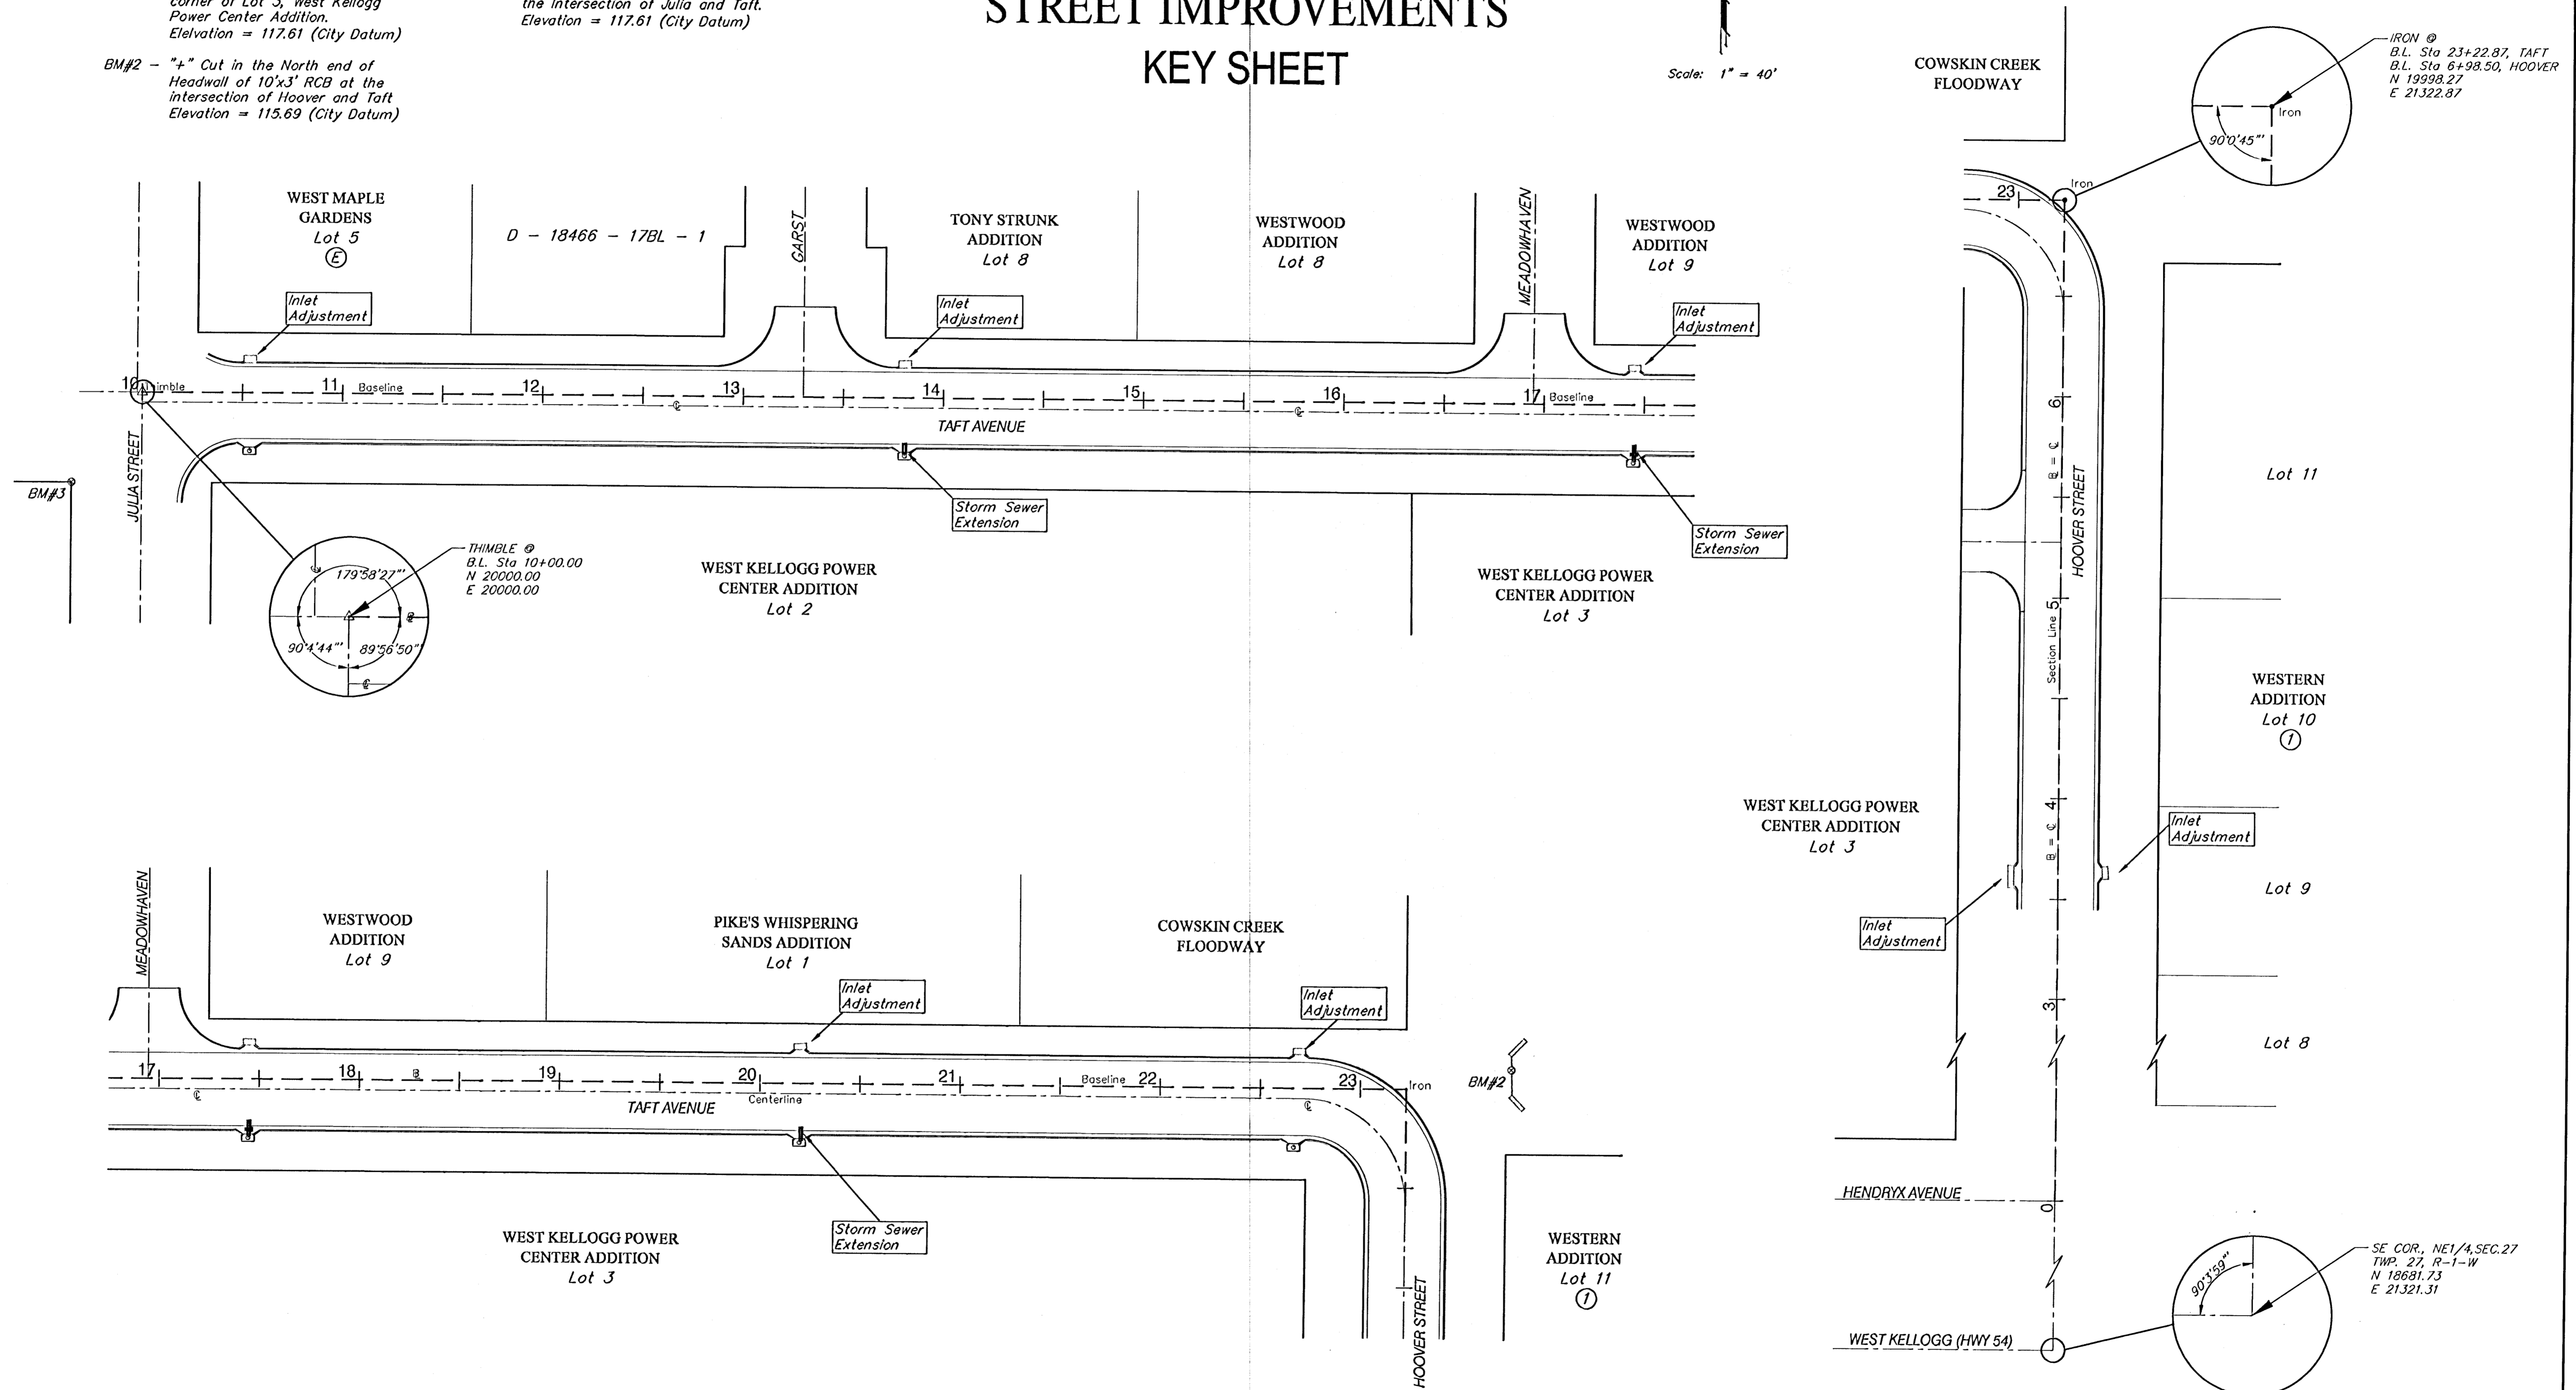 corner of Lot 5, West Kellogg
Power Center Addition.
Elelvation = 117.61 (City Datum)
the Intersection of Julia and Taft.
Elevation = 117.61 (City Datum)
BM#2 - "+" Cut in the North end of
Headwall of 10'x3' RCB at the
intersection of Hoover and Taft
Elevation = 115.69 (City Datum)
STREET IMPROVEMENTS
KEY SHEET
Scale: 1" = 40'
COWSKIN CREEK
FLOODWAY
IRON @
B.L. Sta 23+22.87, TAFT
B.L. Sta 6+98.50, HOOVER
N 19998.27
E 21322.87
Iron
90°0'45"
WEST MAPLE
GARDENS
Lot 5
E
D - 18466 - 17BL - 1
GARST
TONY STRUNK
ADDITION
Lot 8
WESTWOOD
ADDITION
Lot 8
MEADOWHAVEN
WESTWOOD
ADDITION
Lot 9
Inlet
Adjustment
Inlet
Adjustment
Inlet
Adjustment
10 11 Baseline 12 13 14 15 16 17 Baseline
TAFT AVENUE
JULIA STREET
BM#3
Storm Sewer
Extension
Storm Sewer
Extension
THIMBLE @
B.L. Sta 10+00.00
N 20000.00
E 20000.00
179°58'27"
90°4'44" 89°56'50"
WEST KELLOGG POWER
CENTER ADDITION
Lot 2
WEST KELLOGG POWER
CENTER ADDITION
Lot 3
23
Iron
6
HOOVER STREET
5
Section Line
4
3
0
Lot 11
WESTERN
ADDITION
Lot 10
1
Inlet
Adjustment
Lot 9
Lot 8
WEST KELLOGG POWER
CENTER ADDITION
Lot 3
Inlet
Adjustment
HENDRYX AVENUE
WEST KELLOGG (HWY 54)
SE COR., NE1/4,SEC.27
TWP. 27, R-1-W
N 18681.73
E 21321.31
90°3'59"
MEADOWHAVEN
WESTWOOD
ADDITION
Lot 9
PIKE'S WHISPERING
SANDS ADDITION
Lot 1
COWSKIN CREEK
FLOODWAY
Inlet
Adjustment
Inlet
Adjustment
17 18 19 20 21 Baseline 22 23 Iron
Centerline
TAFT AVENUE
BM#2
Storm Sewer
Extension
WEST KELLOGG POWER
CENTER ADDITION
Lot 3
HOOVER STREET
WESTERN
ADDITION
Lot 11
1